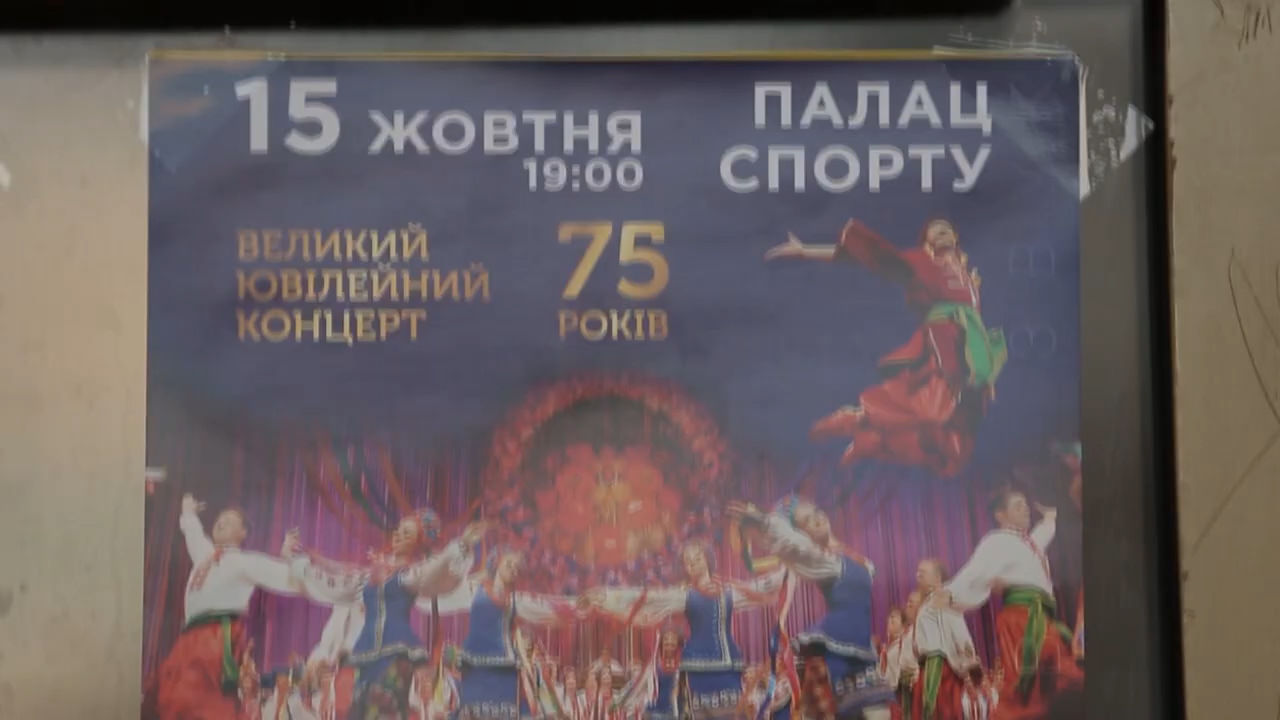 15 ЖОВТНЯ
19:00
ПАЛАЦ
СПОРТУ
ВЕЛИКИЙ
ЮВІЛЕЙНИЙ
КОНЦЕРТ
75
РОКІВ